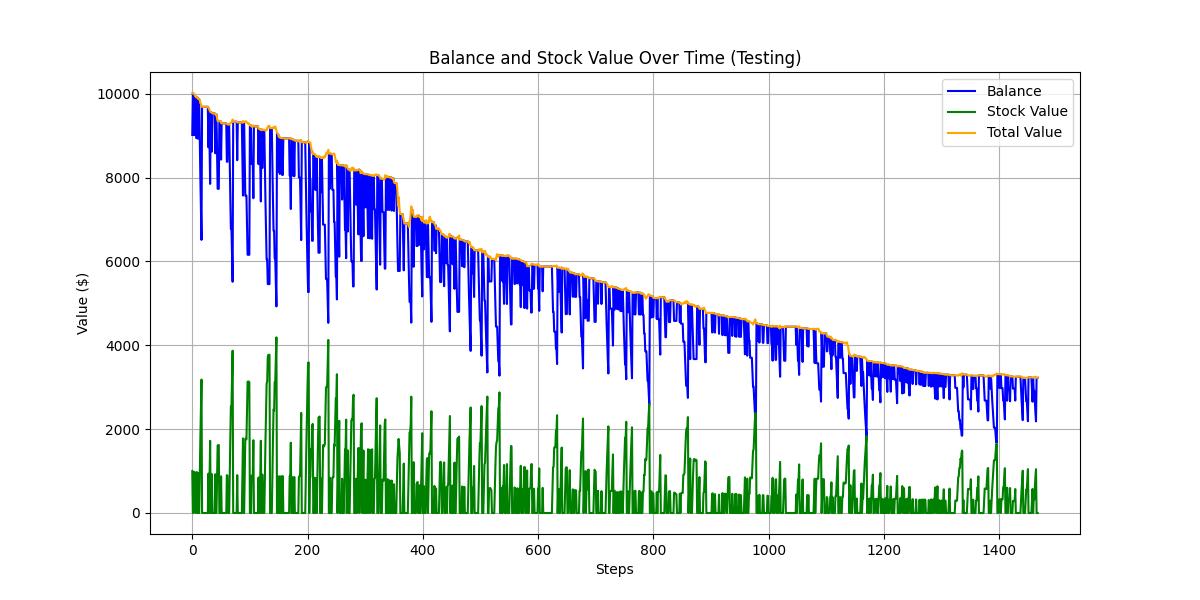 Balance and Stock Value Over Time (Testing)
Balance
Stock Value
Total Value
Value ($)
10000
8000
6000
4000
2000
0
0 200 400 600 800 1000 1200 1400
Steps